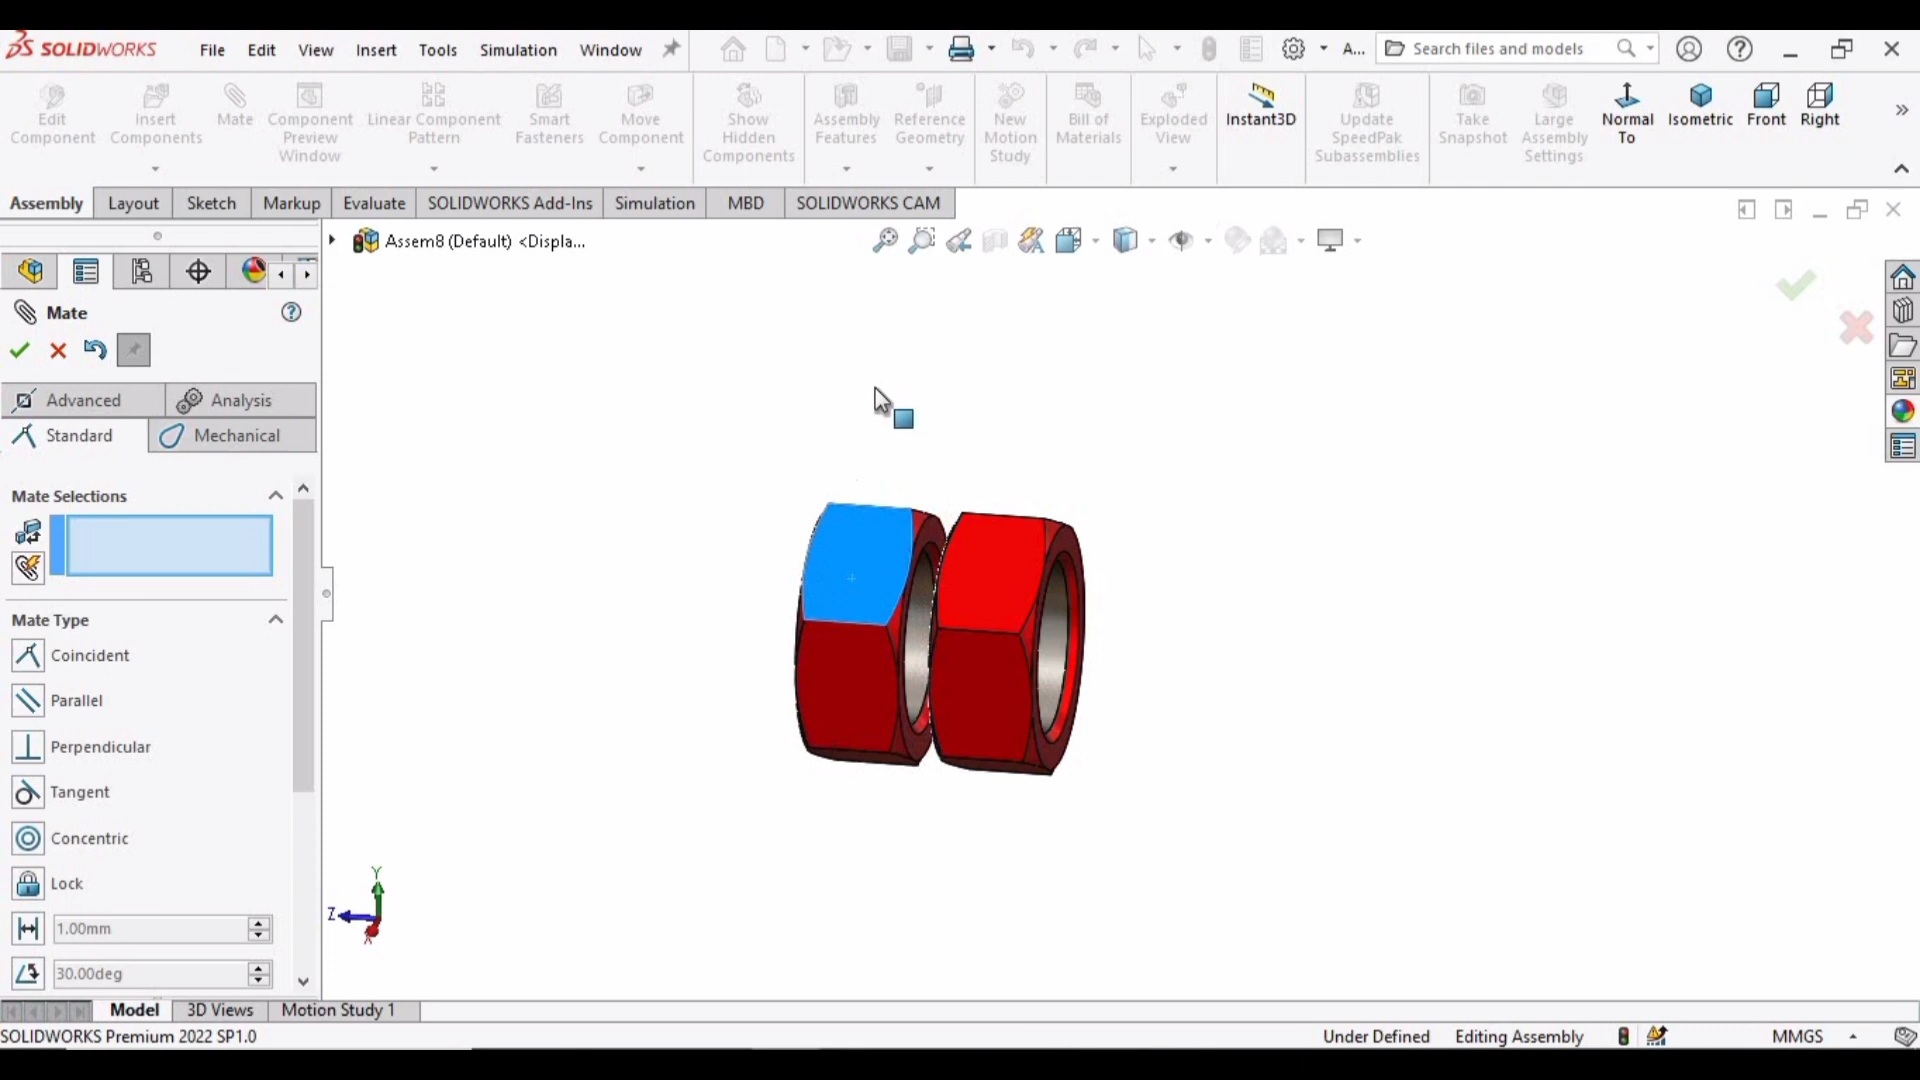 SOLIDWORKS File Edit View Insert Tools Simulation Window A... Search files and models
Edit Component
Insert Components
Mate
Component Preview Window
Linear Component Pattern
Smart Fasteners
Move Component
Show Hidden Components
Assembly Features
Reference Geometry
New Motion Study
Bill of Materials
Exploded View
Instant3D
Update SpeedPak Subassemblies
Take Snapshot
Large Assembly Settings
Normal To
Isometric
Front
Right
Assembly Layout Sketch Markup Evaluate SOLIDWORKS Add-Ins Simulation MBD SOLIDWORKS CAM
Assem8 (Default) <Displa...
Mate
Advanced Analysis
Standard Mechanical
Mate Selections
Mate Type
Coincident
Parallel
Perpendicular
Tangent
Concentric
Lock
1.00mm
30.00deg
Y
Z
X
Model 3D Views Motion Study 1
SOLIDWORKS Premium 2022 SP1.0 Under Defined Editing Assembly MMGS